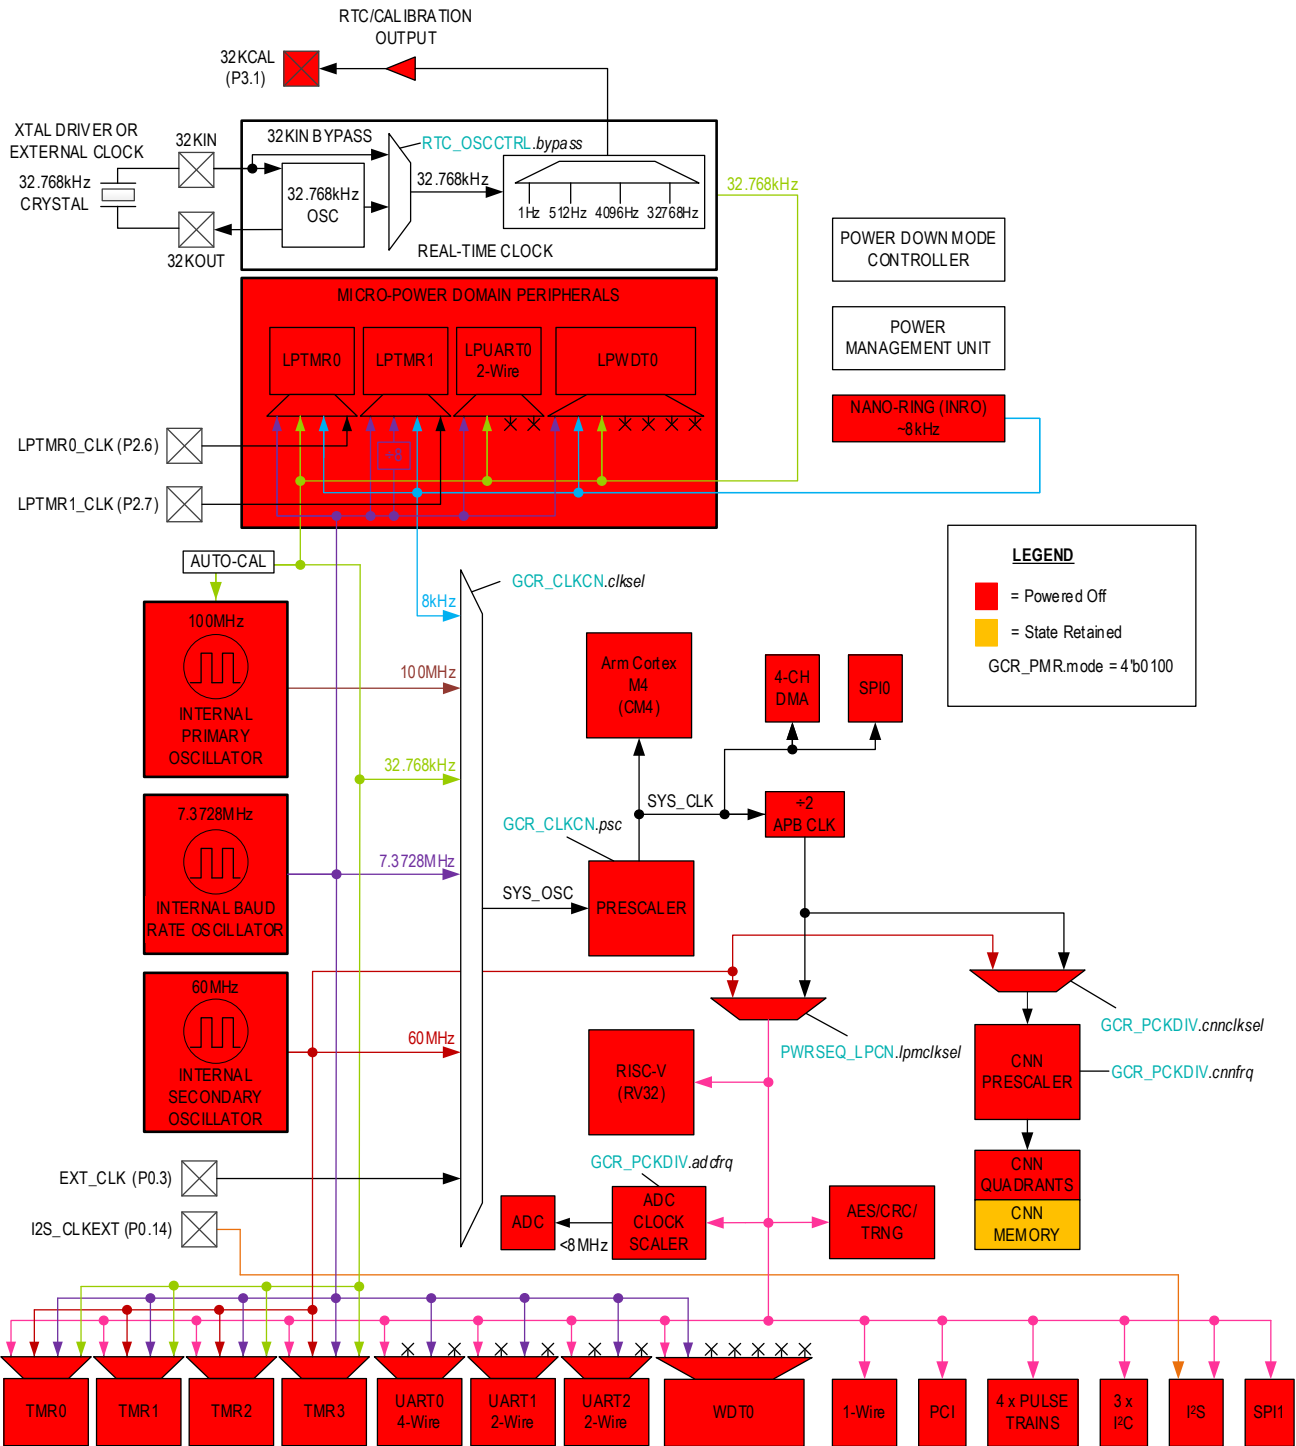 RTC/CALIBRATION
OUTPUT
32KCAL
(P3.1)
XTAL DRIVER OR
EXTERNAL CLOCK
32.768kHz
CRYSTAL
32KIN
32KOUT
32KIN BYPASS
RTC_OSCCTRL.bypass
32.768kHz
OSC
32.768kHz
1Hz 512Hz 4096Hz 32768Hz
REAL-TIME CLOCK
32.768kHz
POWER DOWN MODE
CONTROLLER
POWER
MANAGEMENT UNIT
NANO-RING (INRO)
~8kHz
MICRO-POWER DOMAIN PERIPHERALS
LPTMR0
LPTMR1
LPUART0
2-Wire
LPWDT0
÷8
LPTMR0_CLK (P2.6)
LPTMR1_CLK (P2.7)
AUTO-CAL
LEGEND
= Powered Off
= State Retained
GCR_PMR.mode = 4'b0100
GCR_CLKCN.clksel
8kHz
100MHz
INTERNAL
PRIMARY
OSCILLATOR
100MHz
32.768kHz
7.3728MHz
INTERNAL BAUD
RATE OSCILLATOR
7.3728MHz
60MHz
INTERNAL
SECONDARY
OSCILLATOR
60MHz
EXT_CLK (P0.3)
I2S_CLKEXT (P0.14)
Arm Cortex
M4
(CM4)
4-CH
DMA
SPI0
SYS_CLK
÷2
APB CLK
GCR_CLKCN.psc
SYS_OSC
PRESCALER
GCR_PCKDIV.cnnclksel
PWRSEQ_LPCN.lpmclksel
RISC-V
(RV32)
CNN
PRESCALER
GCR_PCKDIV.cnnfrq
GCR_PCKDIV.adcfrq
ADC
<8MHz
ADC
CLOCK
SCALER
AES/CRC/
TRNG
CNN
QUADRANTS
CNN
MEMORY
TMR0
TMR1
TMR2
TMR3
UART0
4-Wire
UART1
2-Wire
UART2
2-Wire
WDT0
1-Wire
PCI
4 x PULSE
TRAINS
3 x
I²C
I²S
SPI1